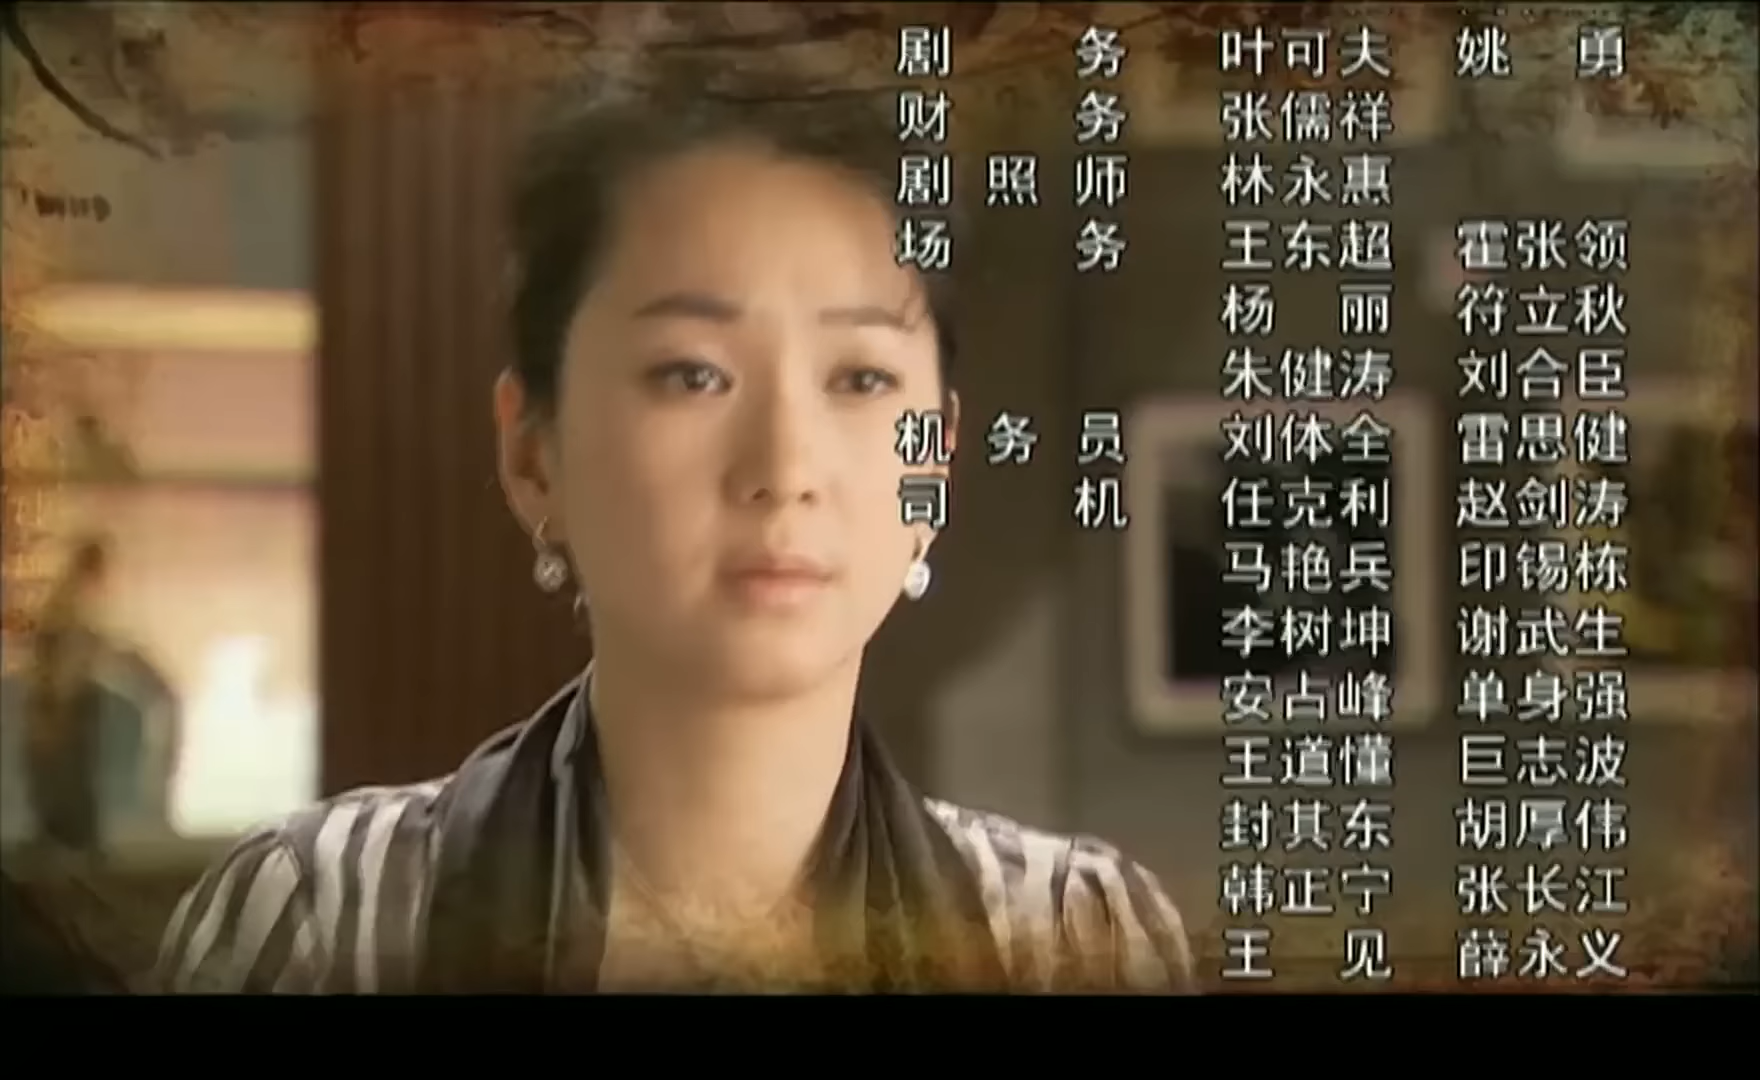 剧务 叶可夫 姚勇
财务 张儒祥
剧照师 林永惠
场务 王东超 霍张领
杨丽 符立秋
朱健涛 刘合臣
机务员 刘体全 雷思健
司机 任克利 赵剑涛
马艳兵 印锡栋
李树坤 谢武生
安占峰 单身强
王道懂 巨志波
封其东 胡厚伟
韩正宁 张长江
王见 薛永义